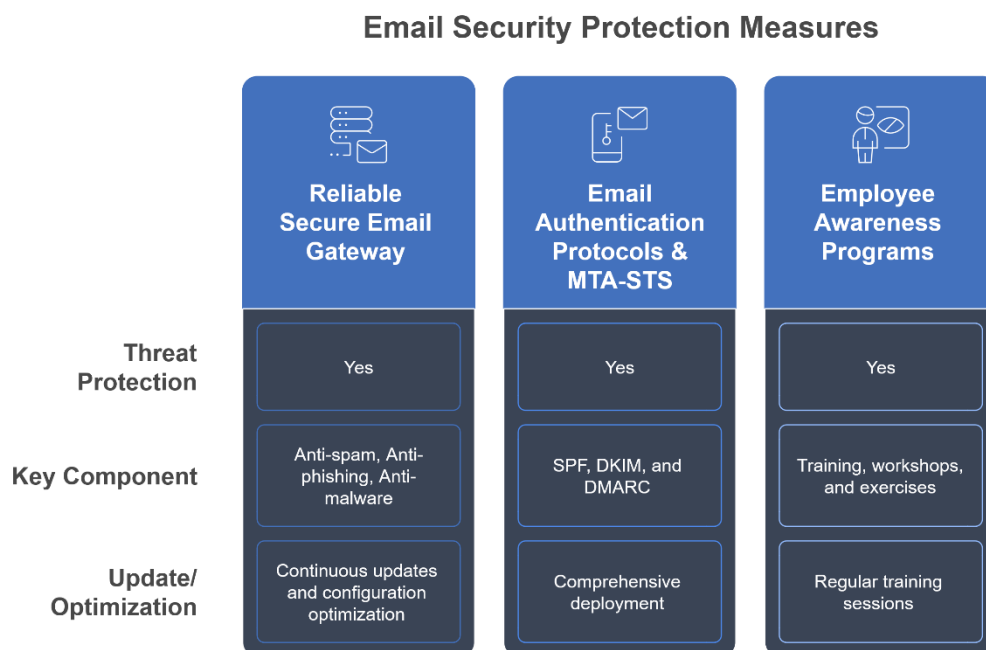 Email Security Protection Measures
Reliable
Secure Email
Gateway
Email
Authentication
Protocols &
MTA-STS
Employee
Awareness
Programs
Threat
Protection
Yes
Yes
Yes
Key Component
Anti-spam, Anti-
phishing, Anti-
malware
SPF, DKIM, and
DMARC
Training, workshops,
and exercises
Update/
Optimization
Continuous updates
and configuration
optimization
Comprehensive
deployment
Regular training
sessions